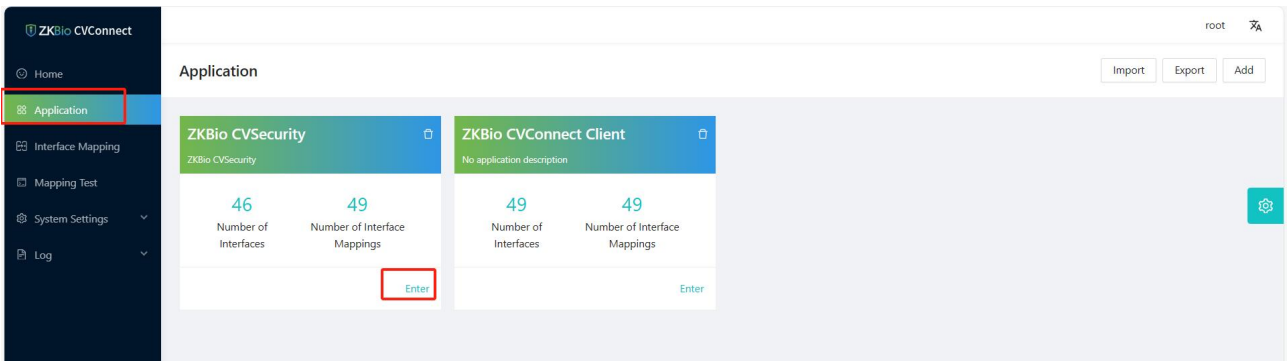 ZKBio CVConnect
root
Home
Application
Interface Mapping
Mapping Test
System Settings
Log
Application
Import
Export
Add
ZKBio CVSecurity
ZKBio CVSecurity
46
Number of
Interfaces
49
Number of Interface
Mappings
Enter
ZKBio CVConnect Client
No application description
49
Number of
Interfaces
49
Number of Interface
Mappings
Enter